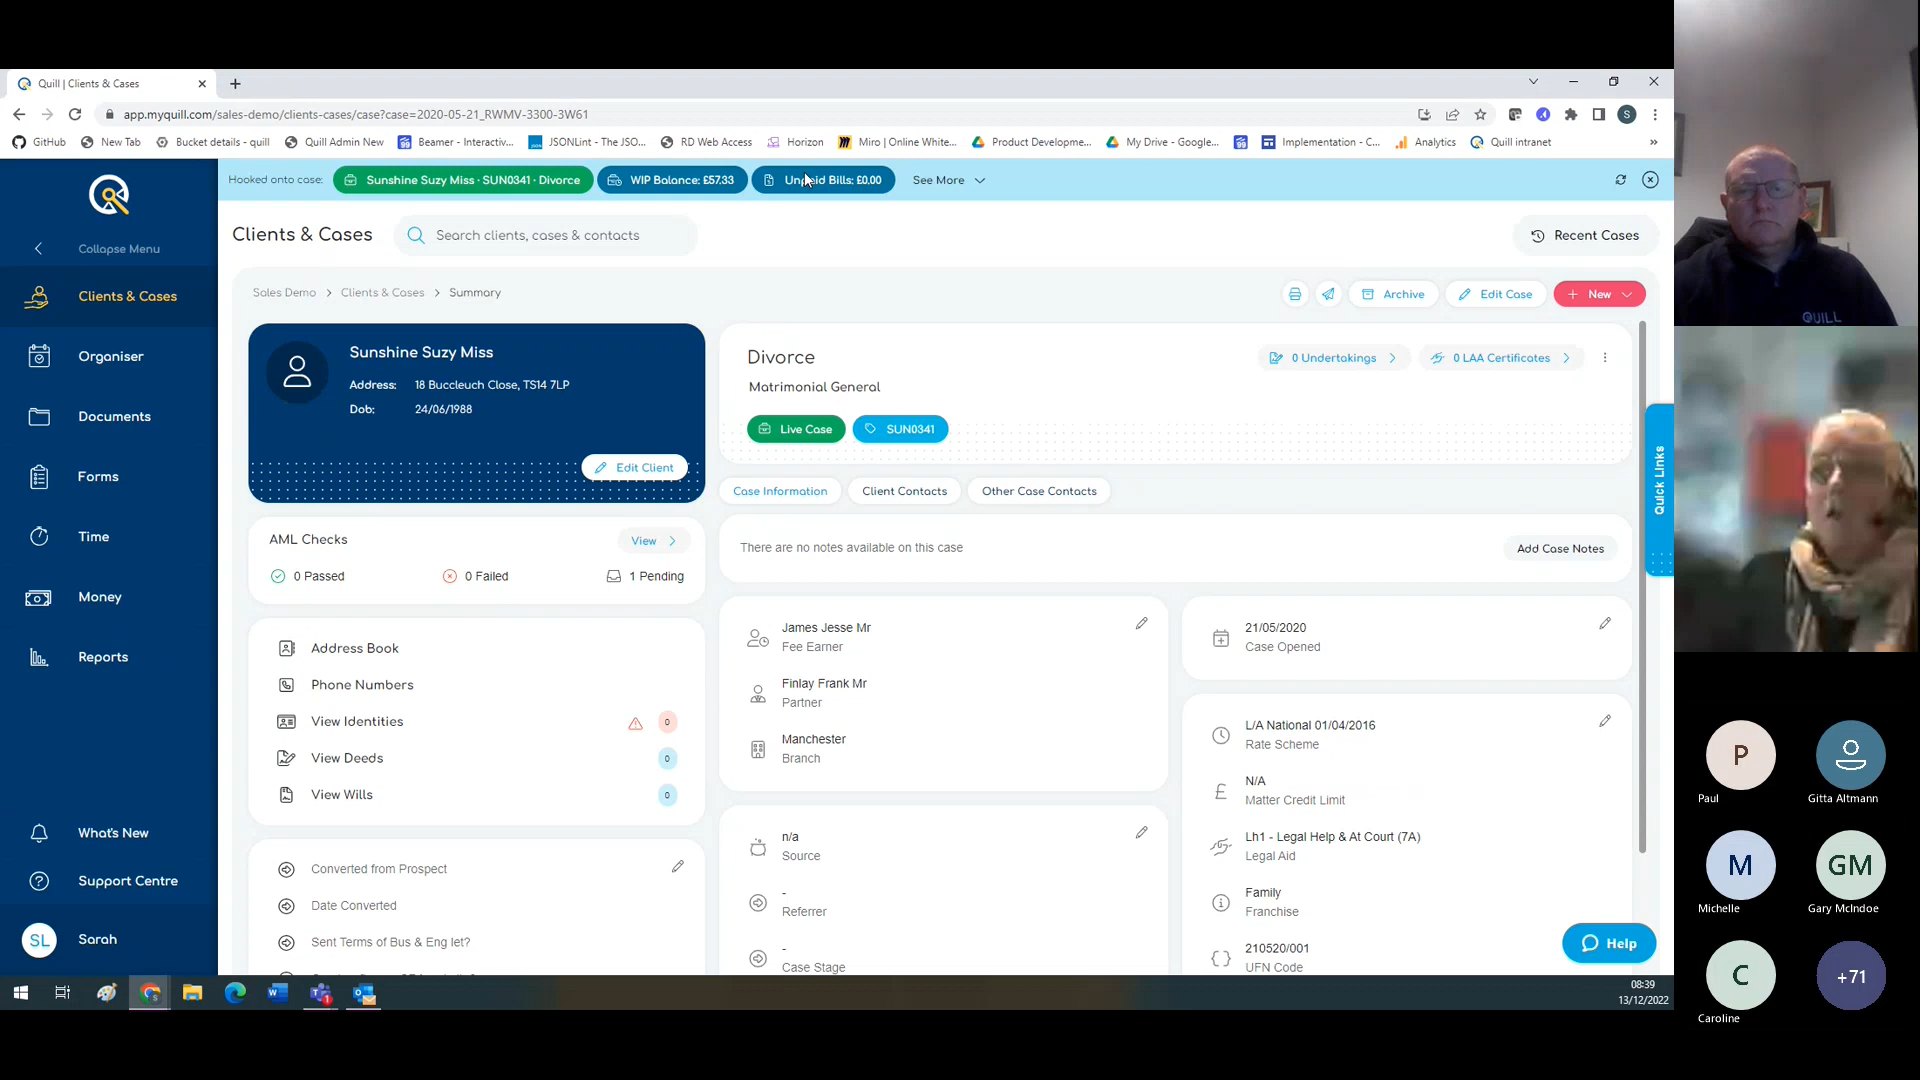 Quill | Clients & Cases
app.myquill.com/sales-demo/clients-cases/case?case=2020-05-21_RWMV-3300-3W61
S
GitHub
New Tab
Bucket details - quill
Quill Admin New
Beamer - Interactiv...
JSONLint - The JSO...
RD Web Access
Horizon
Miro | Online White...
Product Developme...
My Drive - Google...
Implementation - C...
Analytics
Quill intranet
Hooked onto case:
Sunshine Suzy Miss · SUN0341 · Divorce
WIP Balance: £57.33
Unpaid Bills: £0.00
See More
Collapse Menu
Clients & Cases
Organiser
Documents
Forms
Time
Money
Reports
What's New
Support Centre
SL
Sarah
Clients & Cases
Search clients, cases & contacts
Recent Cases
Sales Demo > Clients & Cases > Summary
Archive
Edit Case
+ New
Sunshine Suzy Miss
Address: 18 Buccleuch Close, TS14 7LP
Dob: 24/06/1988
Edit Client
Divorce
Matrimonial General
0 Undertakings
0 LAA Certificates
Live Case
SUN0341
Quick Links
Case Information
Client Contacts
Other Case Contacts
AML Checks
View
0 Passed
0 Failed
1 Pending
There are no notes available on this case
Add Case Notes
Address Book
Phone Numbers
View Identities
0
View Deeds
0
View Wills
0
James Jesse Mr
Fee Earner
Finlay Frank Mr
Partner
Manchester
Branch
21/05/2020
Case Opened
L/A National 01/04/2016
Rate Scheme
N/A
Matter Credit Limit
Lh1 - Legal Help & At Court (7A)
Legal Aid
Family
Franchise
210520/001
UFN Code
n/a
Source
-
Referrer
-
Case Stage
Converted from Prospect
Date Converted
Sent Terms of Bus & Eng let?
Help
08:39
13/12/2022
QUILL
P
Paul
Gitta Altmann
M
Michelle
GM
Gary McIndoe
C
Caroline
+71